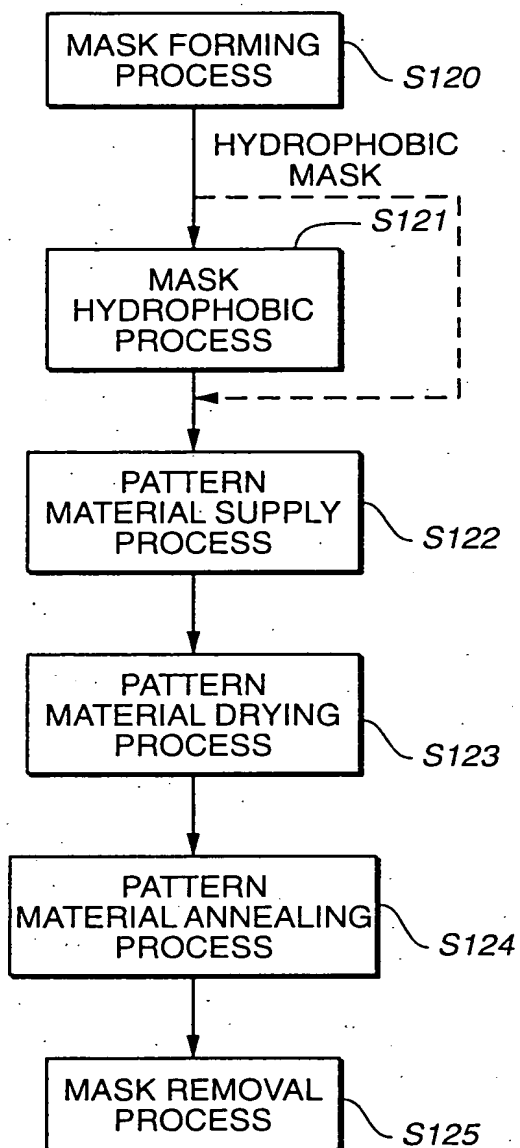 MASK FORMING
PROCESS
S120
HYDROPHOBIC
MASK
S121
MASK
HYDROPHOBIC
PROCESS
PATTERN
MATERIAL SUPPLY
PROCESS
S122
PATTERN
MATERIAL DRYING
PROCESS
S123
PATTERN
MATERIAL ANNEALING
PROCESS
S124
MASK REMOVAL
PROCESS
S125